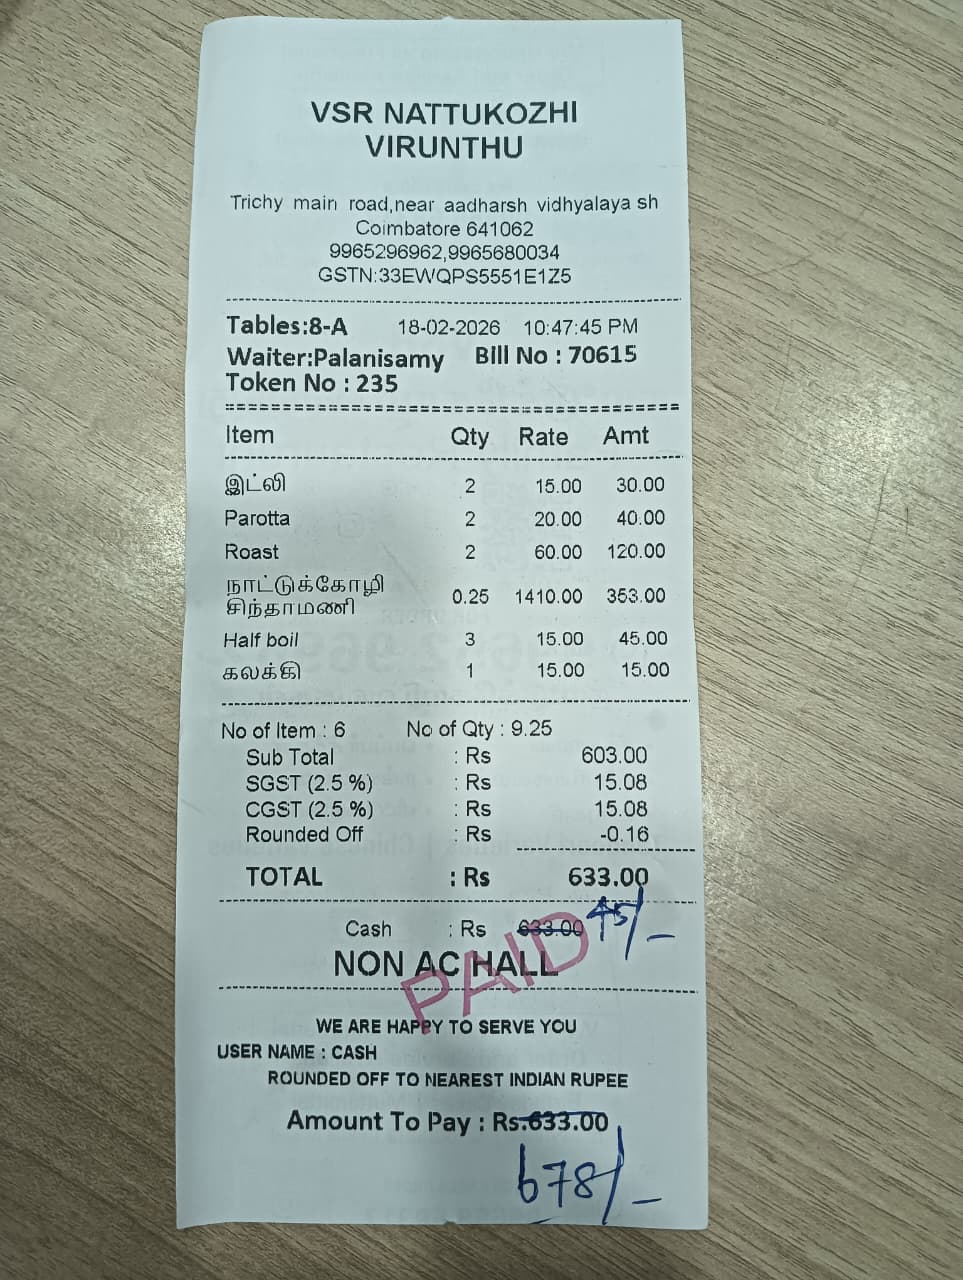 VSR NATTUKOZHI
VIRUNTHU
Trichy main road,near aadharsh vidhyalaya sh
Coimbatore 641062
9965296962,9965680034
GSTN:33EWQPS5551E1Z5
Tables:8-A 18-02-2026 10:47:45 PM
Waiter:Palanisamy Bill No : 70615
Token No : 235
Item Qty Rate Amt
இட்லி 2 15.00 30.00
Parotta 2 20.00 40.00
Roast 2 60.00 120.00
நாட்டுக்கோழி
சிந்தாமணி 0.25 1410.00 353.00
Half boil 3 15.00 45.00
கலக்கி 1 15.00 15.00
No of Item : 6 No of Qty : 9.25
Sub Total : Rs 603.00
SGST (2.5 %) : Rs 15.08
CGST (2.5 %) : Rs 15.08
Rounded Off : Rs -0.16
TOTAL : Rs 633.00
Cash : Rs 633.00 45/-
NON AC HALL
PAID
WE ARE HAPPY TO SERVE YOU
USER NAME : CASH
ROUNDED OFF TO NEAREST INDIAN RUPEE
Amount To Pay : Rs.633.00
678/-